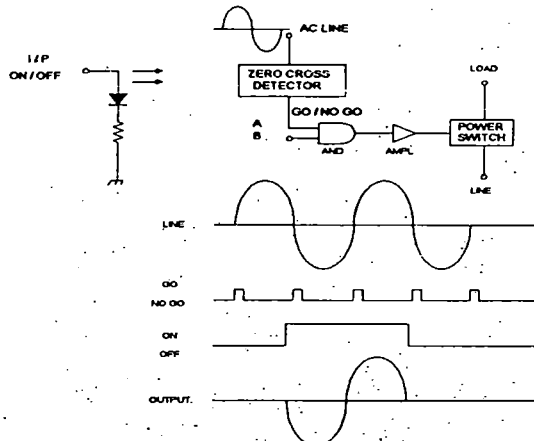 AC LINE
I/P
ON / OFF
ZERO CROSS
DETECTOR
LOAD
GO / NO GO
A
B
AND
AMPL
POWER
SWITCH
LINE
LINE
GO
NO GO
ON
OFF
OUTPUT.